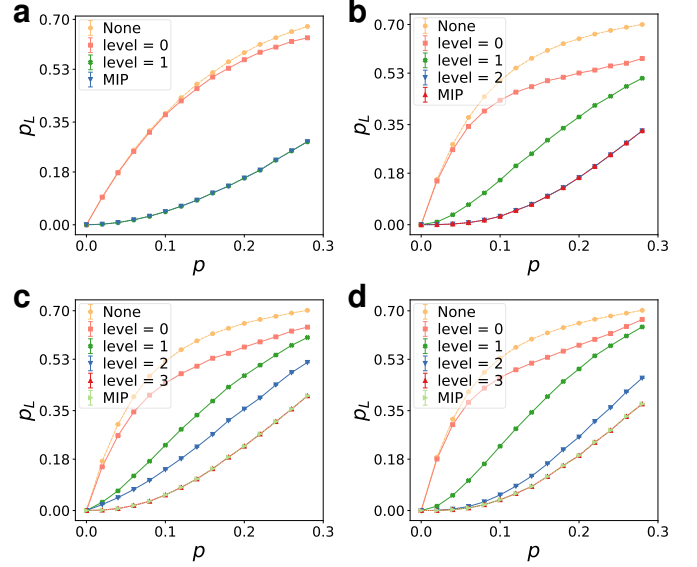 a
0.70
0.53
0.35
0.18
0.00
p_L
None
level = 0
level = 1
MIP
0.0
0.1
0.2
0.3
p
b
0.70
0.53
0.35
0.18
0.00
p_L
None
level = 0
level = 1
level = 2
MIP
0.0
0.1
0.2
0.3
p
c
0.70
0.53
0.35
0.18
0.00
p_L
None
level = 0
level = 1
level = 2
level = 3
MIP
0.0
0.1
0.2
0.3
p
d
0.70
0.53
0.35
0.18
0.00
p_L
None
level = 0
level = 1
level = 2
level = 3
MIP
0.0
0.1
0.2
0.3
p